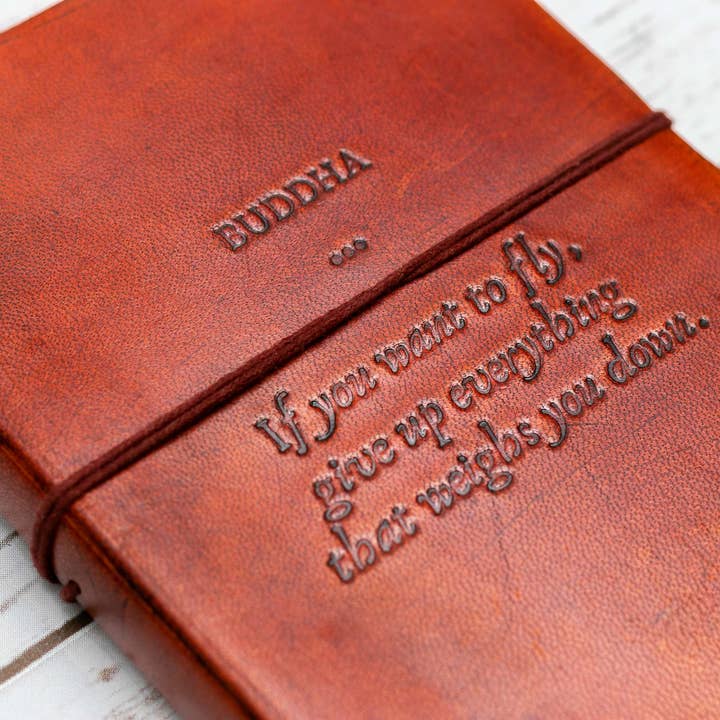 BUDDHA
•••
If you want to fly,
give up everything
that weighs you down.